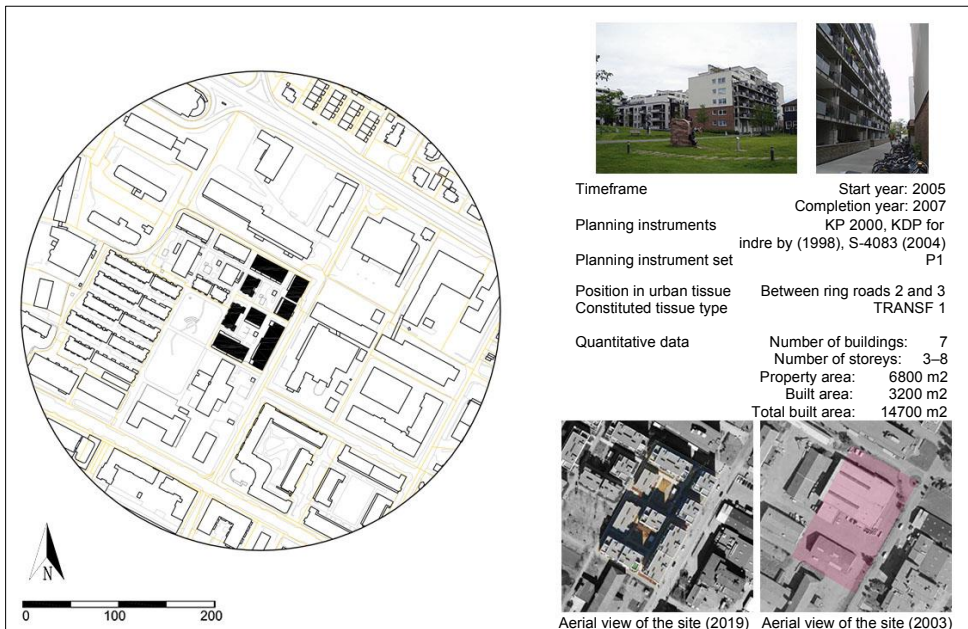 Timeframe Start year: 2005
Completion year: 2007
Planning instruments KP 2000, KDP for
indre by (1998), S-4083 (2004)
Planning instrument set P1
Position in urban tissue Between ring roads 2 and 3
Constituted tissue type TRANSF 1
Quantitative data Number of buildings: 7
Number of storeys: 3–8
Property area: 6800 m2
Built area: 3200 m2
Total built area: 14700 m2
N
0 100 200
Aerial view of the site (2019) Aerial view of the site (2003)